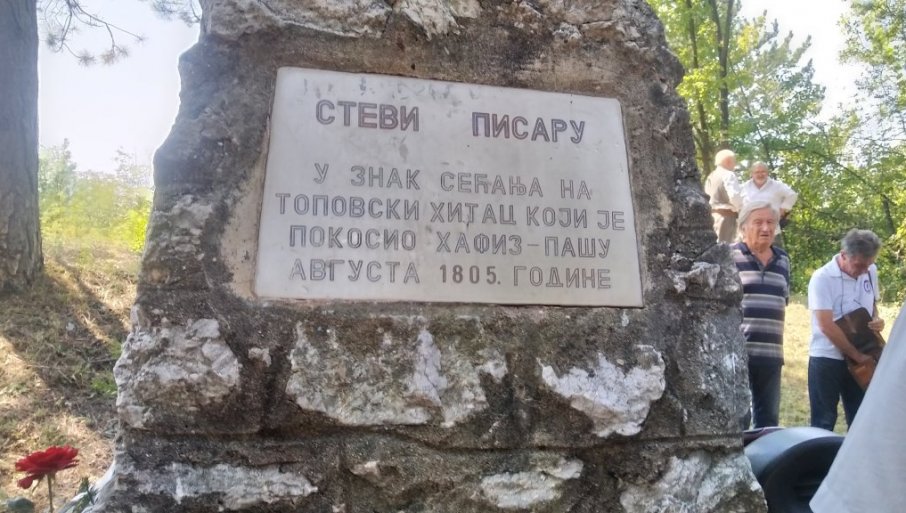 СТЕВИ ПИСАРУ
У ЗНАК СЕЋАЊА НА
ТОПОВСКИ ХИТАЦ КОЈИ ЈЕ
ПОКОСИО ХАФИЗ-ПАШУ
АВГУСТА 1805. ГОДИНЕ